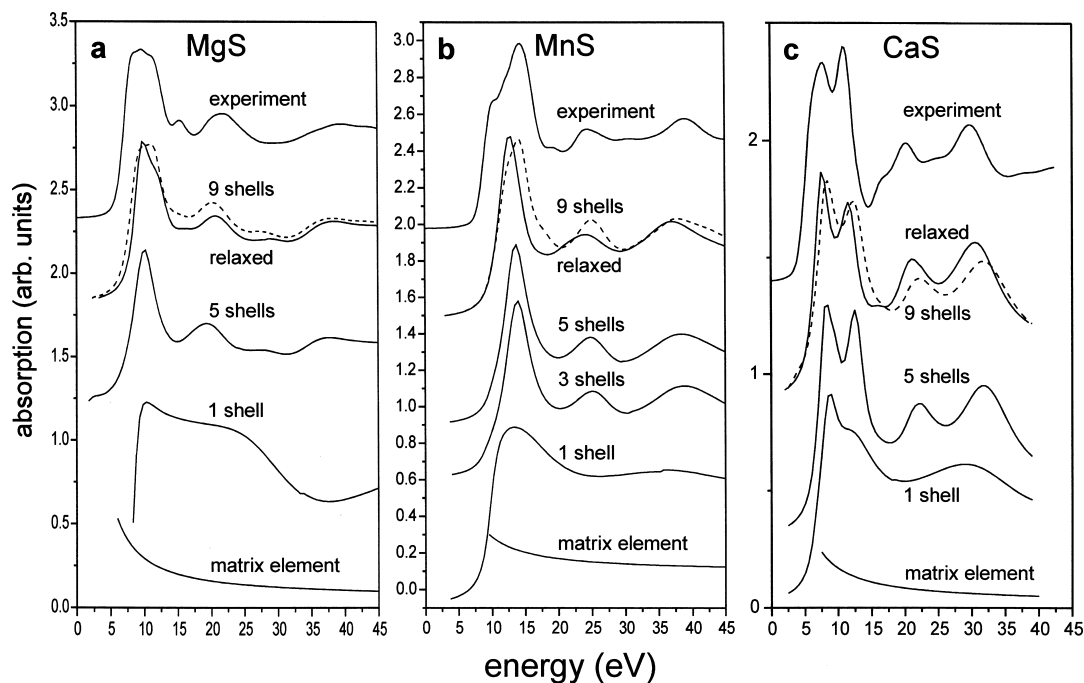 a MgS
b MnS
c CaS
absorption (arb. units)
3.5
3.0
2.5
2.0
1.5
1.0
0.5
0.0
experiment
9 shells
relaxed
5 shells
1 shell
matrix element
0 5 10 15 20 25 30 35 40 45
3.0
2.8
2.6
2.4
2.2
2.0
1.8
1.6
1.4
1.2
1.0
0.8
0.6
0.4
0.2
0.0
experiment
9 shells
relaxed
5 shells
3 shells
1 shell
matrix element
0 5 10 15 20 25 30 35 40 45
2
1
0
experiment
relaxed
9 shells
5 shells
1 shell
matrix element
0 5 10 15 20 25 30 35 40 45
energy (eV)